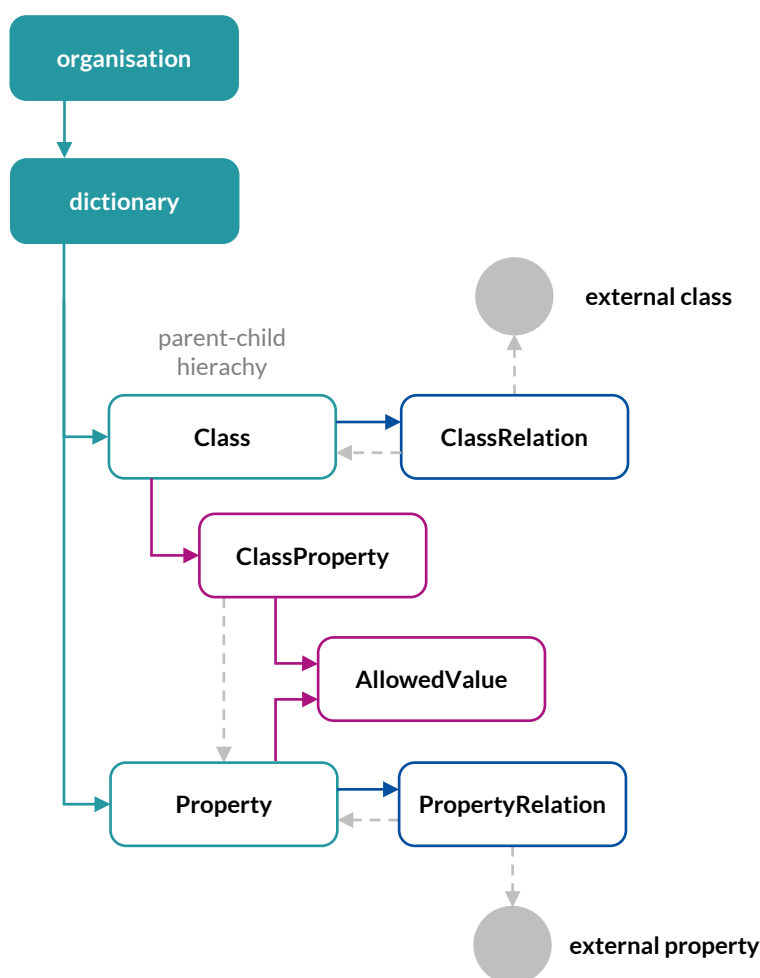 organisation
dictionary
external class
parent-child
hierachy
Class
ClassRelation
ClassProperty
AllowedValue
Property
PropertyRelation
external property